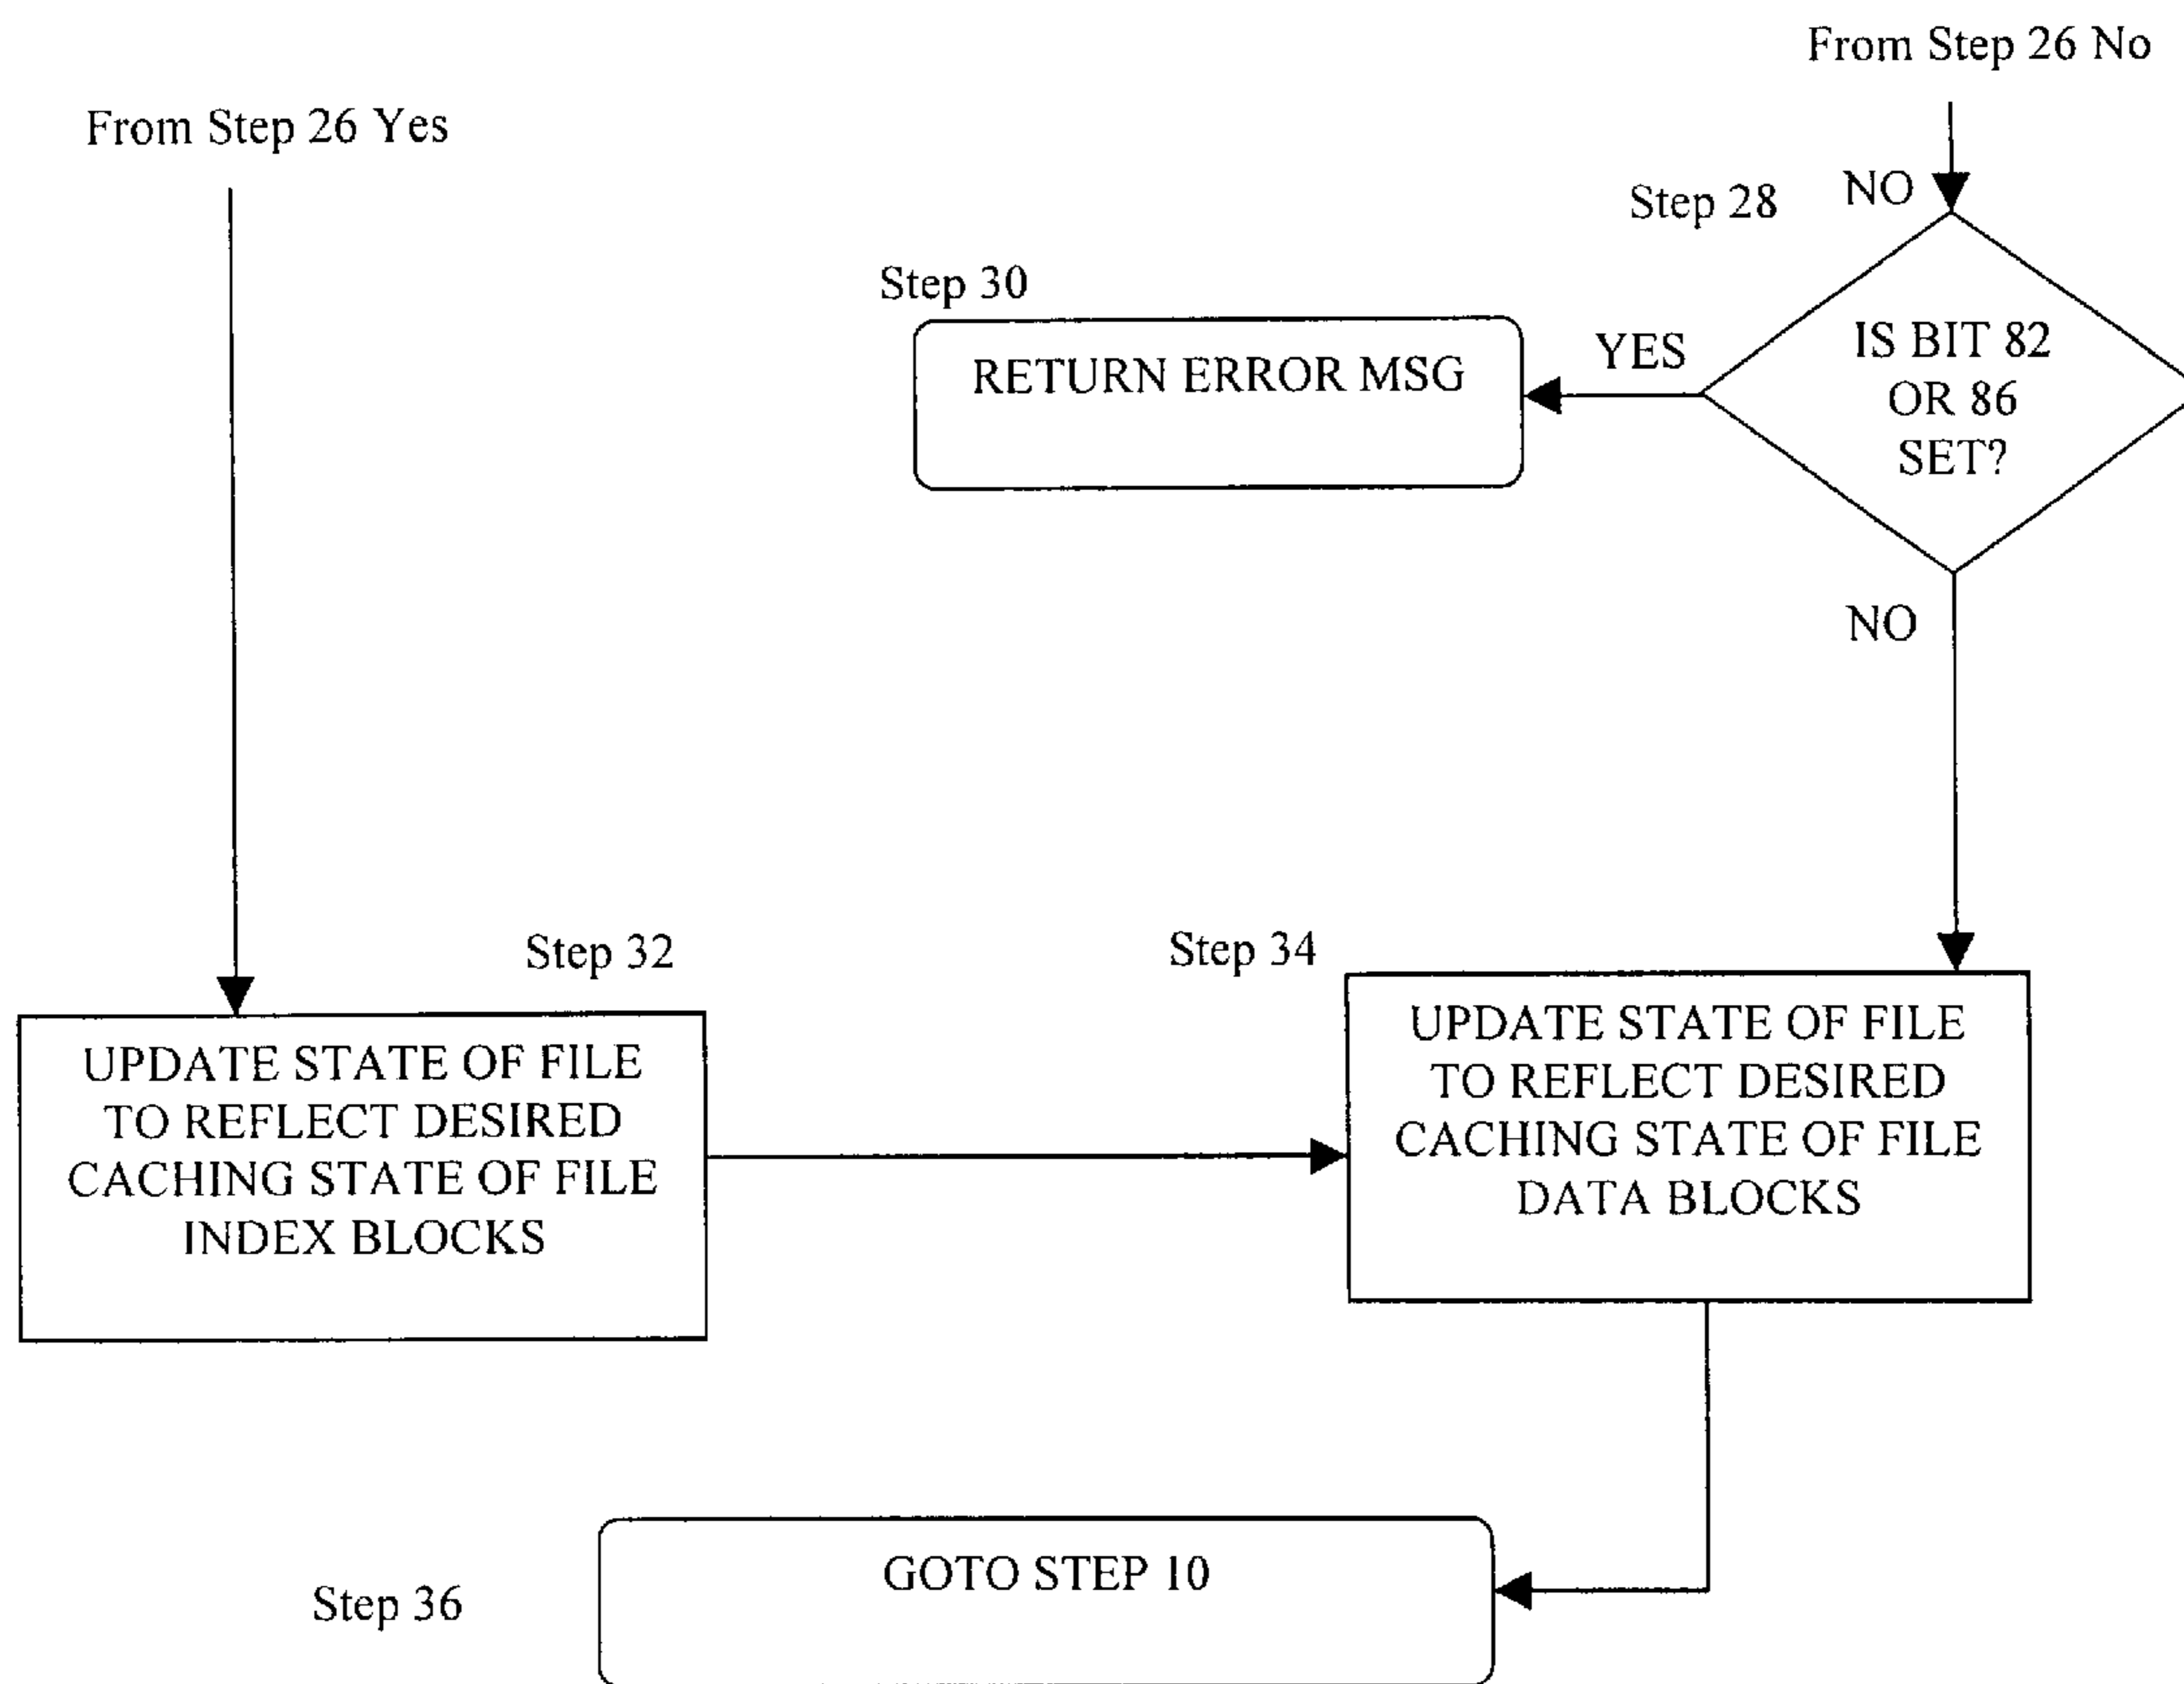 From Step 26 No
From Step 26 Yes
Step 28
NO
Step 30
IS BIT 82
OR 86
SET?
YES
RETURN ERROR MSG
NO
Step 32
Step 34
UPDATE STATE OF FILE
TO REFLECT DESIRED
CACHING STATE OF FILE
INDEX BLOCKS
UPDATE STATE OF FILE
TO REFLECT DESIRED
CACHING STATE OF FILE
DATA BLOCKS
GOTO STEP 10
Step 36